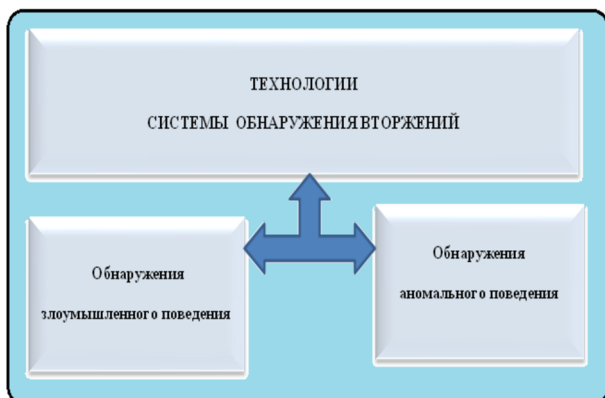 ТЕХНОЛОГИИ
СИСТЕМЫ ОБНАРУЖЕНИЯ ВТОРЖЕНИЙ
Обнаружения
злоумышленного поведения
Обнаружения
аномального поведения